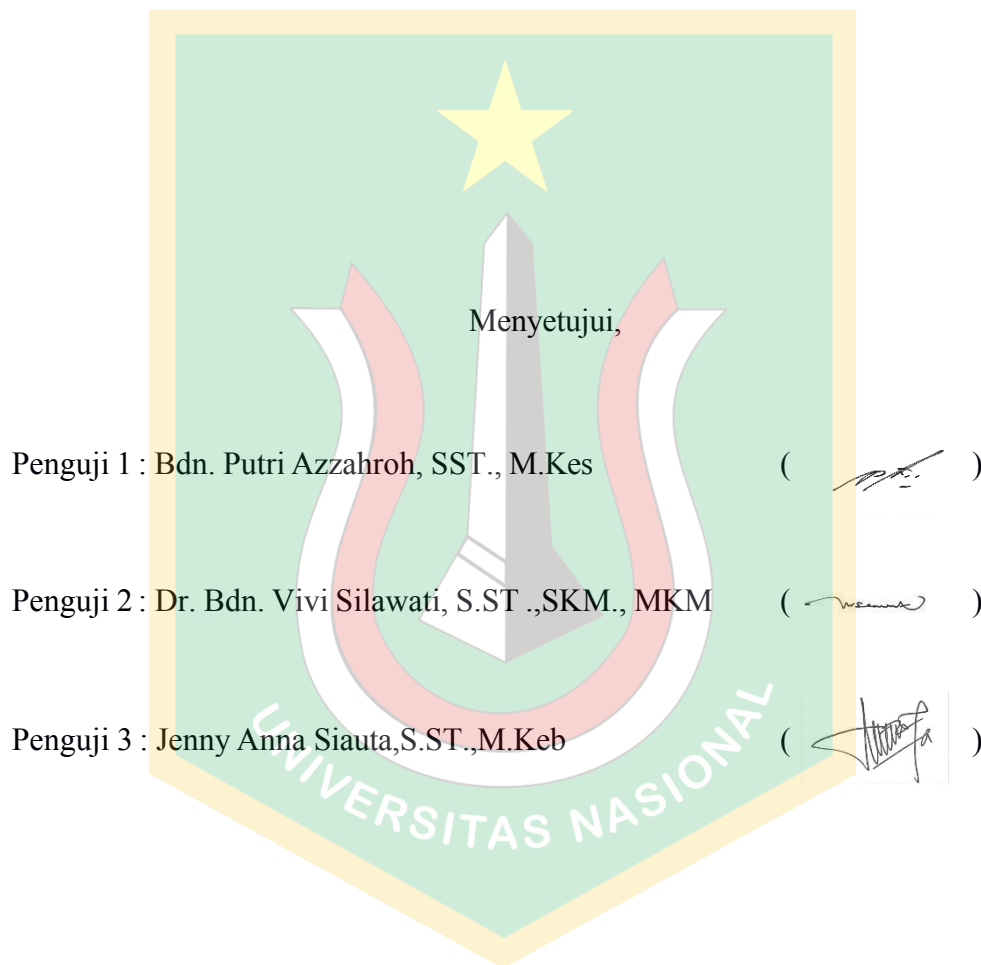 Menyetujui,
Penguji 1 : Bdn. Putri Azzahroh, SST., M.Kes ( )
Penguji 2 : Dr. Bdn. Vivi Silawati, S.ST .,SKM., MKM ( )
Penguji 3 : Jenny Anna Siauta,S.ST.,M.Keb ( )
UNIVERSITAS NASIONAL